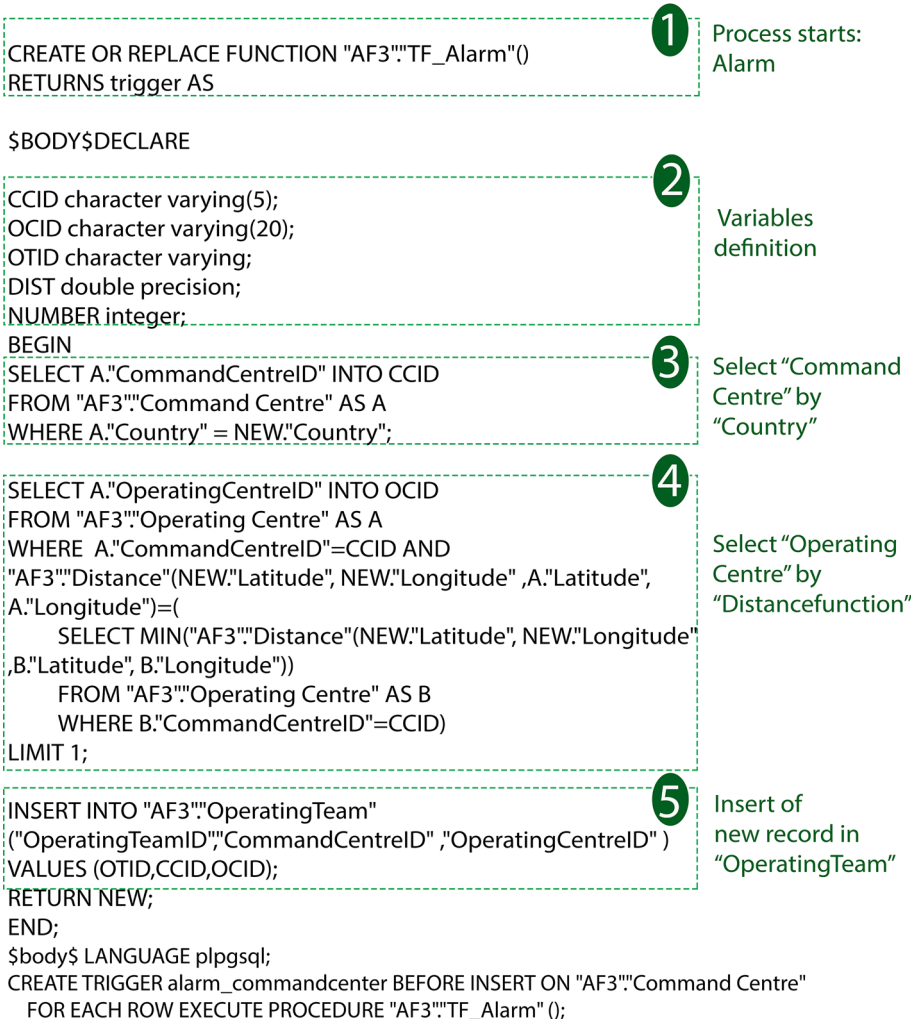 1
Process starts:
Alarm
CREATE OR REPLACE FUNCTION "AF3"."TF_Alarm"()
RETURNS trigger AS
$BODY$DECLARE
2
Variables
definition
CCID character varying(5);
OCID character varying(20);
OTID character varying;
DIST double precision;
NUMBER integer;
BEGIN
3
Select "Command
Centre" by
"Country"
SELECT A."CommandCentreID" INTO CCID
FROM "AF3"."Command Centre" AS A
WHERE A."Country" = NEW."Country";
4
Select "Operating
Centre" by
"Distancefunction"
SELECT A."OperatingCentreID" INTO OCID
FROM "AF3"."Operating Centre" AS A
WHERE  A."CommandCentreID"=CCID AND
"AF3"."Distance"(NEW."Latitude", NEW."Longitude" ,A."Latitude",
A."Longitude")=(
SELECT MIN("AF3"."Distance"(NEW."Latitude", NEW."Longitude"
,B."Latitude", B."Longitude"))
FROM "AF3"."Operating Centre" AS B
WHERE B."CommandCentreID"=CCID)
LIMIT 1;
5
Insert of
new record in
"OperatingTeam"
INSERT INTO "AF3"."OperatingTeam"
("OperatingTeamID","CommandCentreID" ,"OperatingCentreID" )
VALUES (OTID,CCID,OCID);
RETURN NEW;
END;
$body$ LANGUAGE plpgsql;
CREATE TRIGGER alarm_commandcenter BEFORE INSERT ON "AF3"."Command Centre"
FOR EACH ROW EXECUTE PROCEDURE "AF3"."TF_Alarm" ();